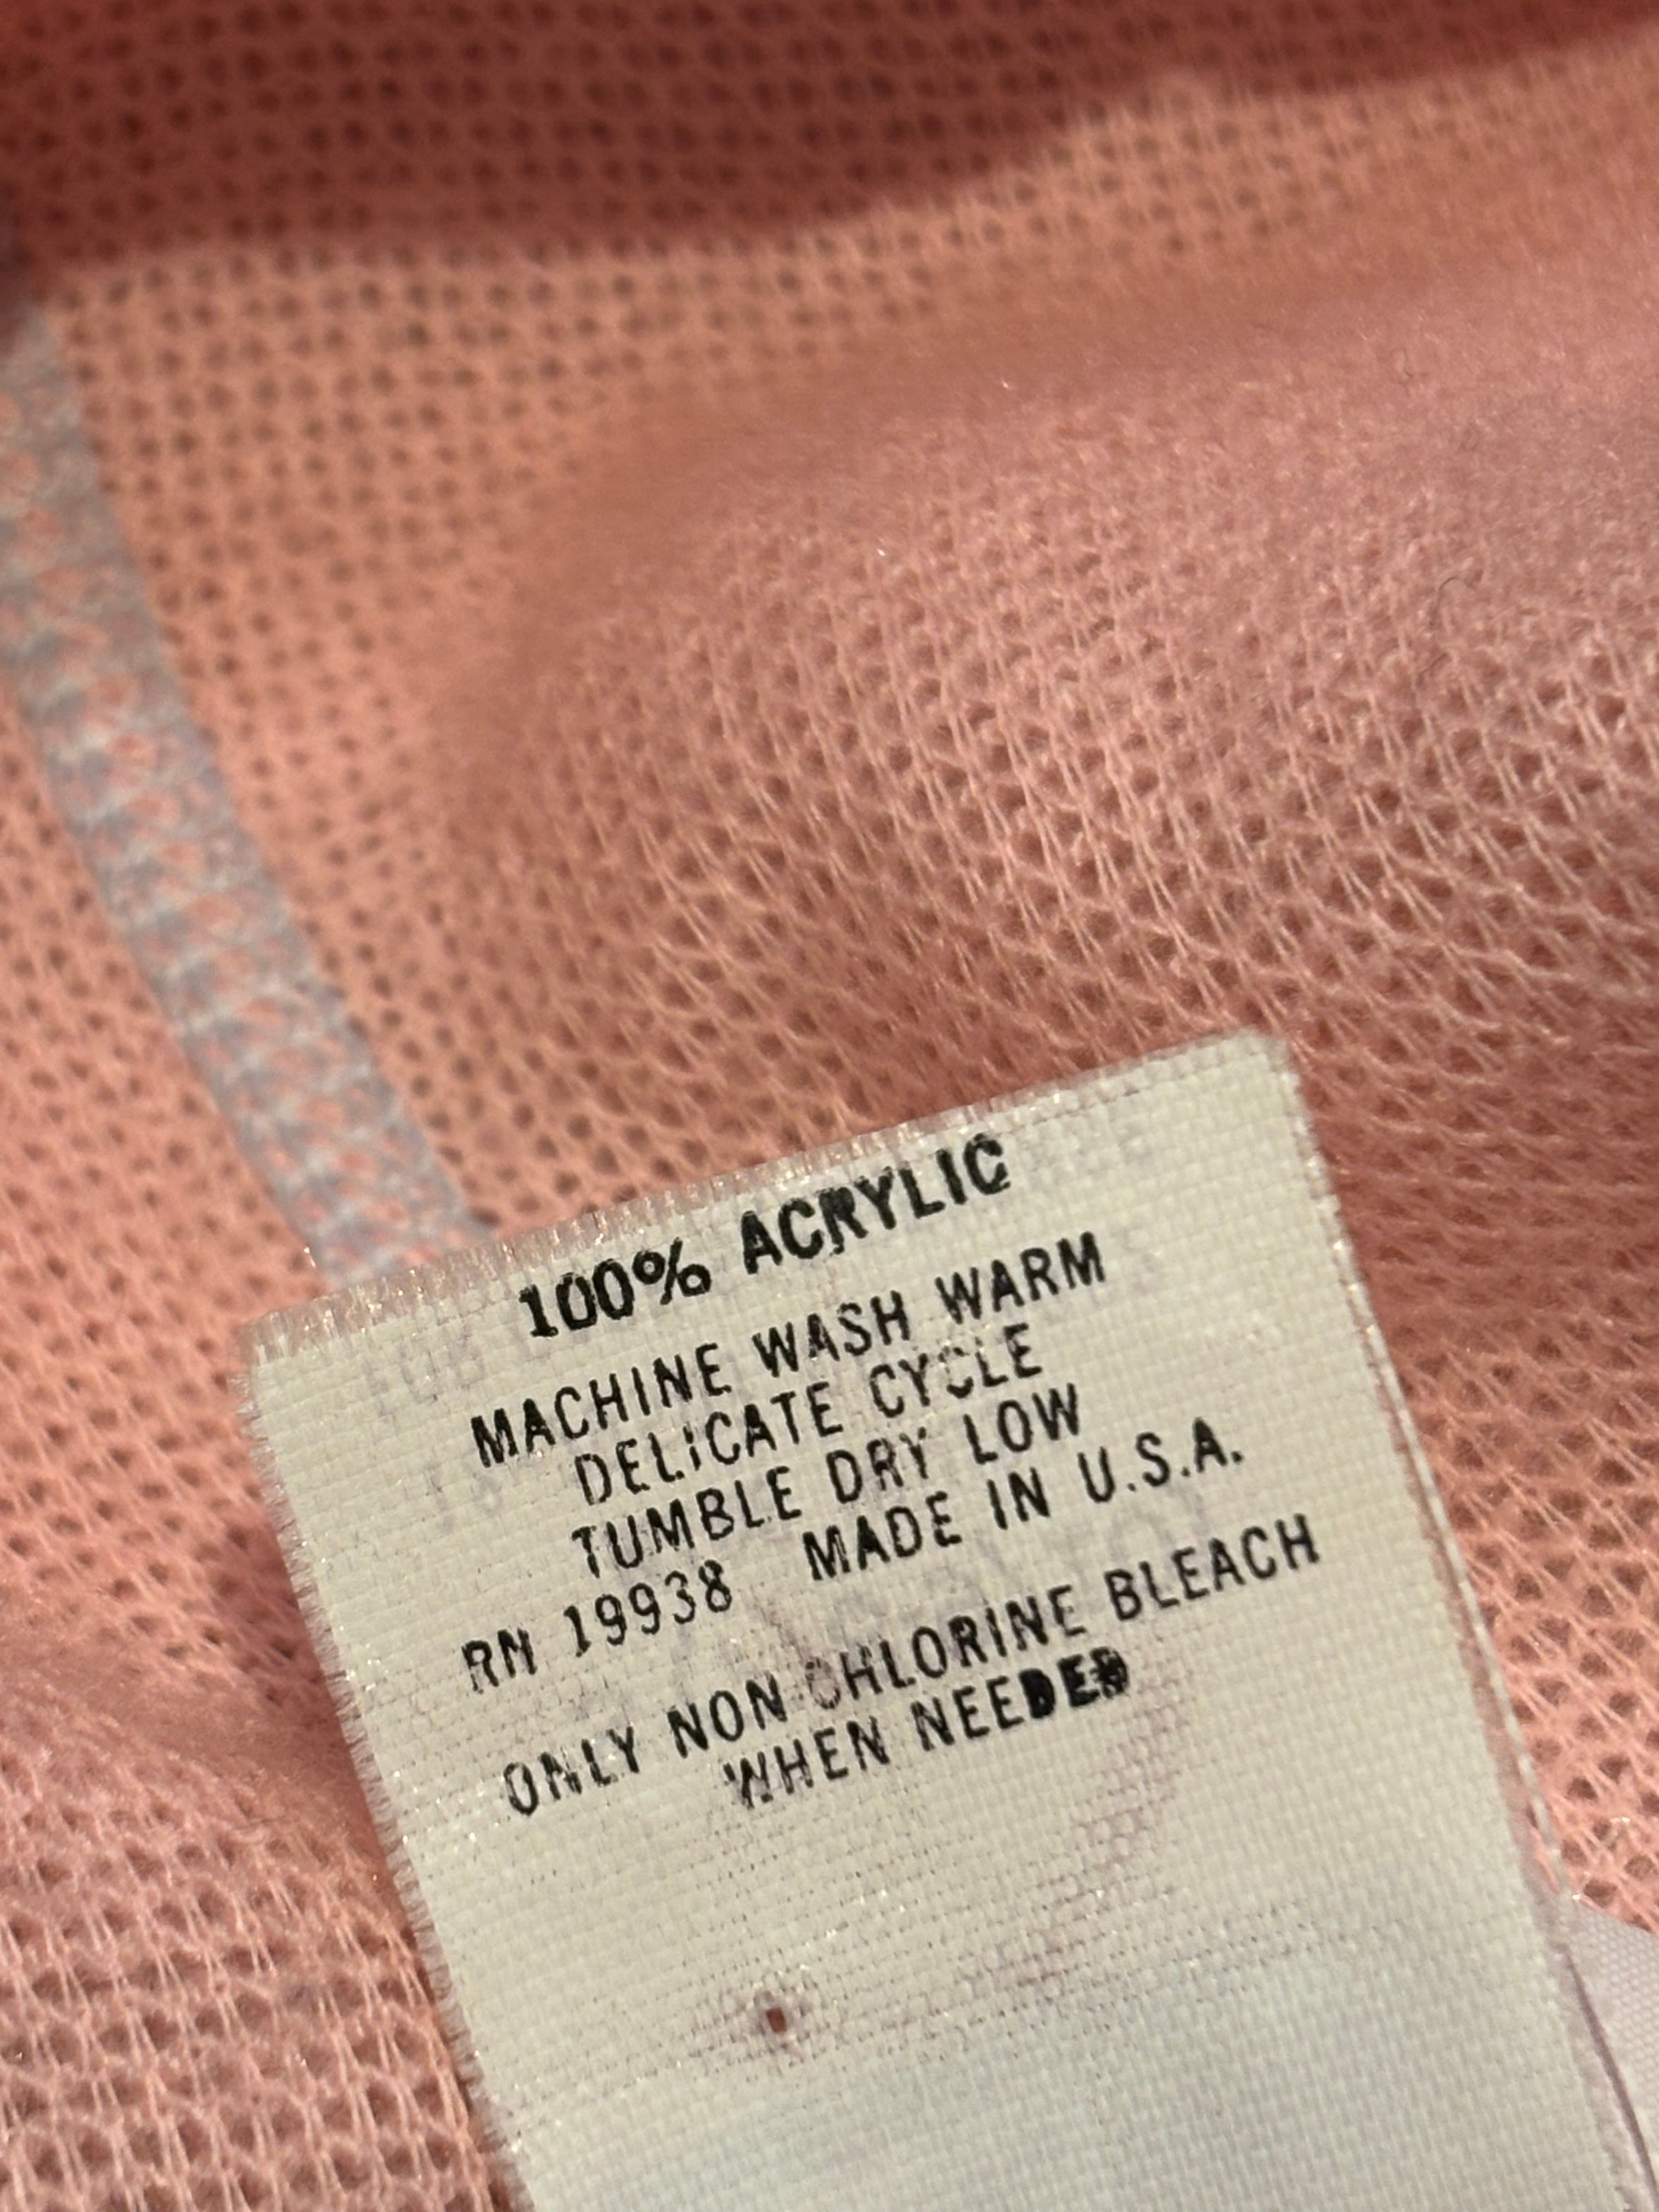 100% ACRYLIC
MACHINE WASH WARM
DELICATE CYCLE
TUMBLE DRY LOW
RN 19938 MADE IN U.S.A.
ONLY NON CHLORINE BLEACH
WHEN NEEDED